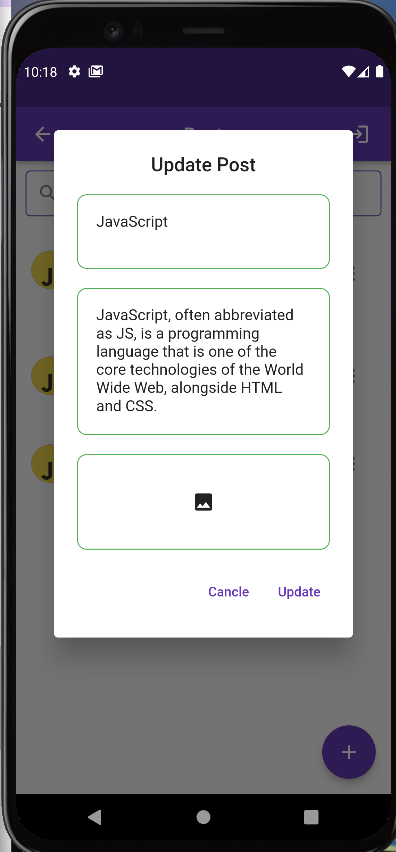 10:18
Update Post
JavaScript
JavaScript, often abbreviated
as JS, is a programming
language that is one of the
core technologies of the World
Wide Web, alongside HTML
and CSS.
Cancle
Update
J
J
J